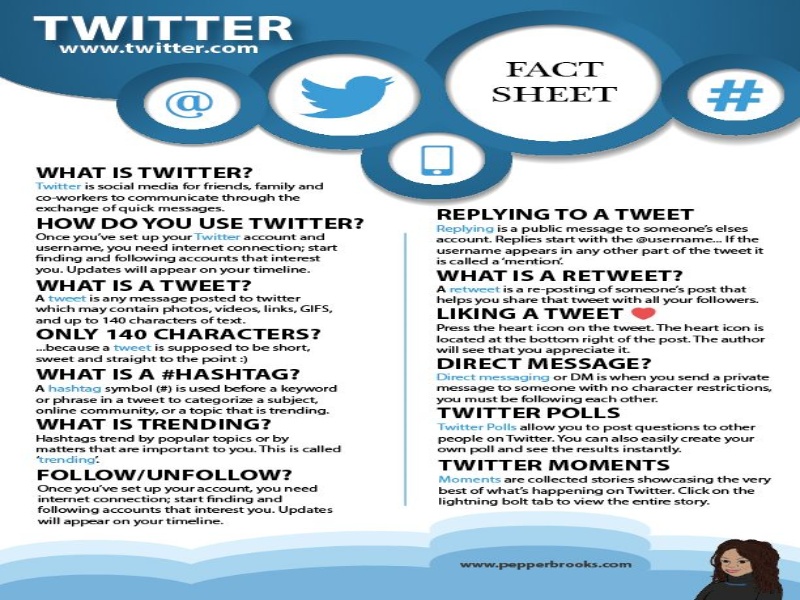 TWITTER
www.twitter.com
@
FACT
SHEET
#
WHAT IS TWITTER?
Twitter is social media for friends, family and
co-workers to communicate through the
exchange of quick messages.
HOW DO YOU USE TWITTER?
Once you've set up your Twitter account and
username, you need internet connection; start
finding and following accounts that interest
you. Updates will appear on your timeline.
WHAT IS A TWEET?
A tweet is any message posted to twitter
which may contain photos, videos, links, GIFS,
and up to 140 characters of text.
ONLY 140 CHARACTERS?
...because a tweet is supposed to be short,
sweet and straight to the point :)
WHAT IS A #HASHTAG?
A hashtag symbol (#) is used before a keyword
or phrase in a tweet to categorize a subject,
online community, or a topic that is trending.
WHAT IS TRENDING?
Hashtags trend by popular topics or by
matters that are important to you. This is called
'trending'.
FOLLOW/UNFOLLOW?
Once you've set up your account, you need
internet connection; start finding and
following accounts that interest you. Updates
will appear on your timeline.
REPLYING TO A TWEET
Replying is a public message to someone's elses
account. Replies start with the @username... If the
username appears in any other part of the tweet it
is called a 'mention'.
WHAT IS A RETWEET?
A retweet is a re-posting of someone's post that
helps you share that tweet with all your followers.
LIKING A TWEET
Press the heart icon on the tweet. The heart icon is
located at the bottom right of the post. The author
will see that you appreciate it.
DIRECT MESSAGE?
Direct messaging or DM is when you send a private
message to someone with no character restrictions,
you must be following each other.
TWITTER POLLS
Twitter Polls allow you to post questions to other
people on Twitter. You can also easily create your
own poll and see the results instantly.
TWITTER MOMENTS
Moments are collected stories showcasing the very
best of what's happening on Twitter. Click on the
lightning bolt tab to view the entire story.
www.pepperbrooks.com